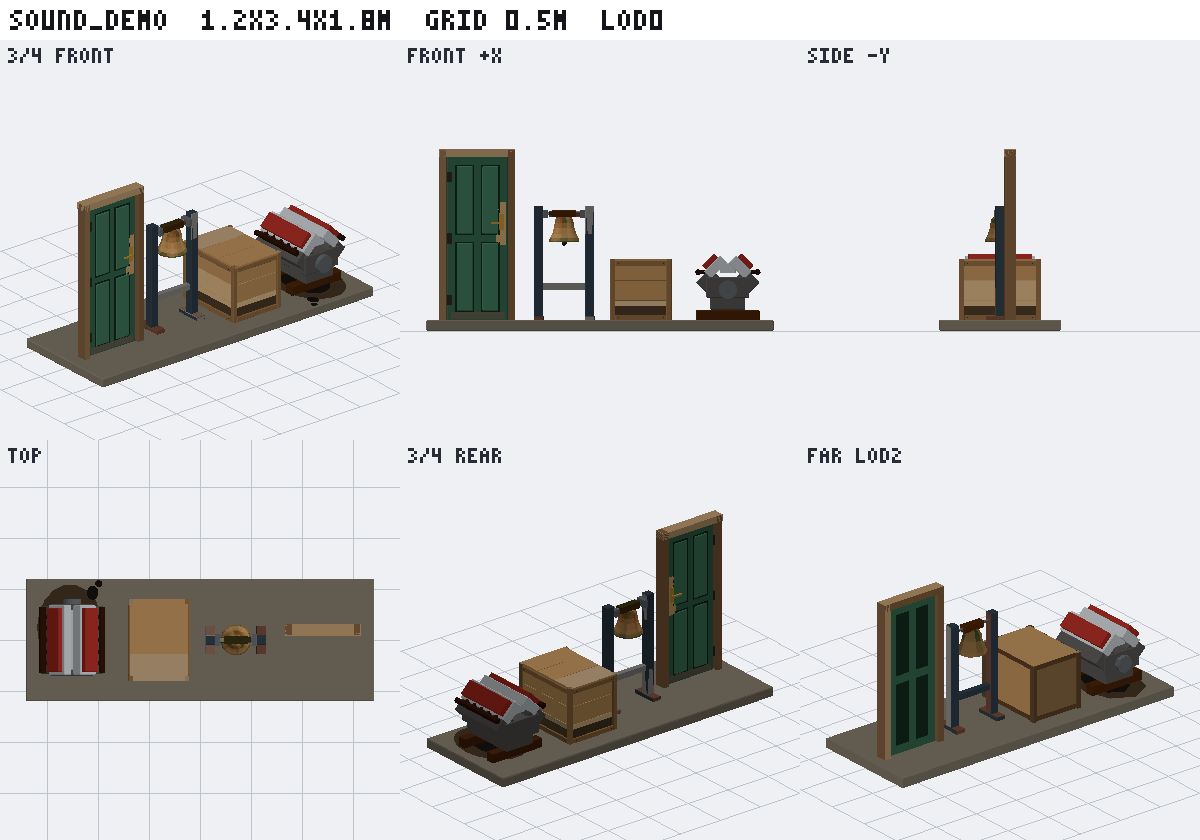 SOUND_DEMO 1.2X3.4X1.8M GRID 0.5M LOD0
3/4 FRONT
FRONT +X
SIDE -Y
TOP
3/4 REAR
FAR LOD2